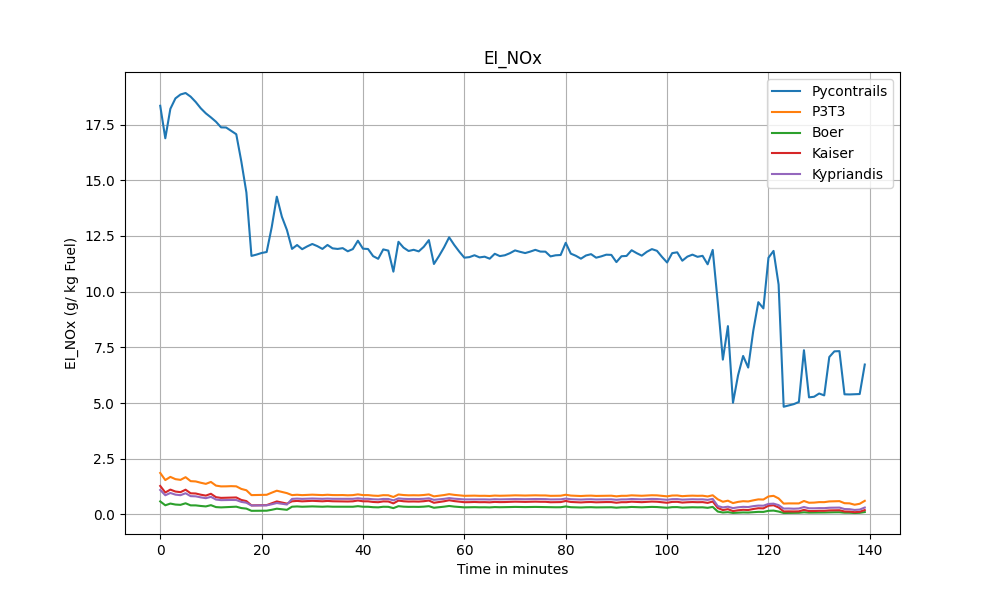 EI_NOx
EI_NOx (g/ kg Fuel)
17.5
15.0
12.5
10.0
7.5
5.0
2.5
0.0
Pycontrails
P3T3
Boer
Kaiser
Kypriandis
0 20 40 60 80 100 120 140
Time in minutes